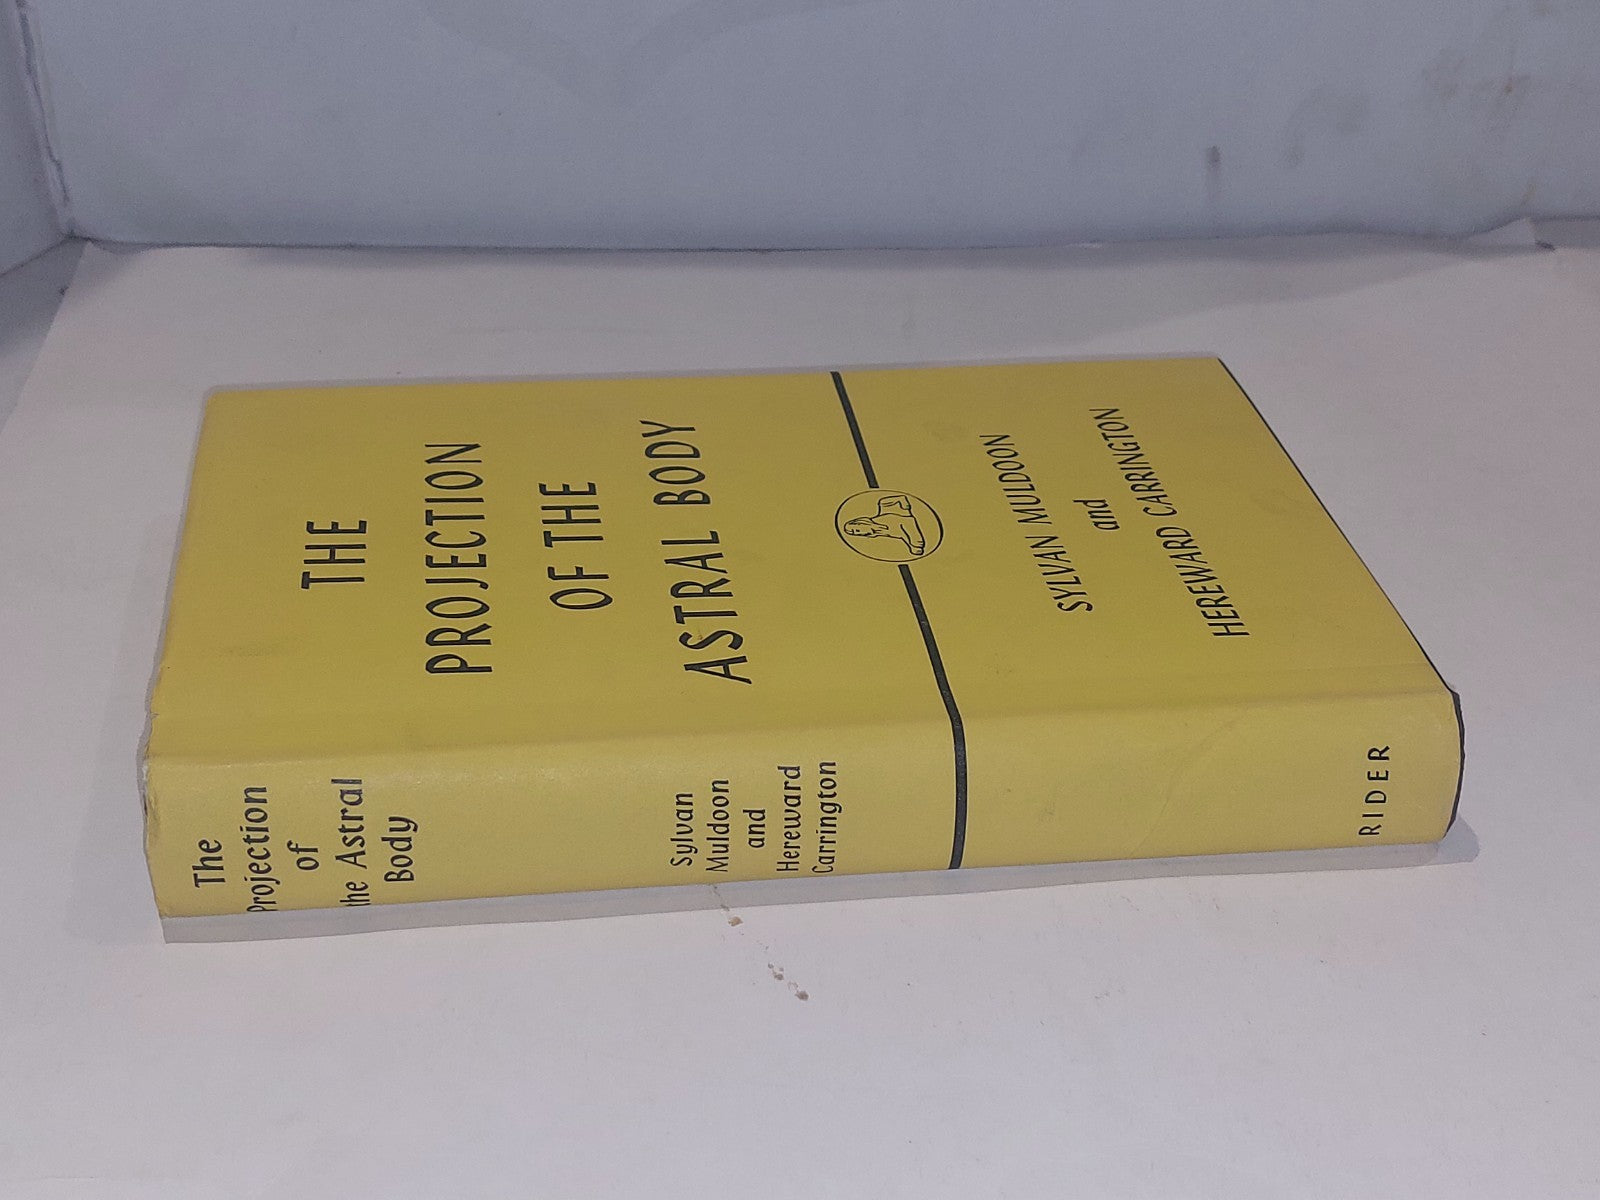 THE
PROJECTION
OF THE
ASTRAL BODY
SYLVAN MULDOON
and
HEREWARD CARRINGTON
The
Projection
of
the Astral
Body
Sylvan
Muldoon
and
Hereward
Carrington
RIDER